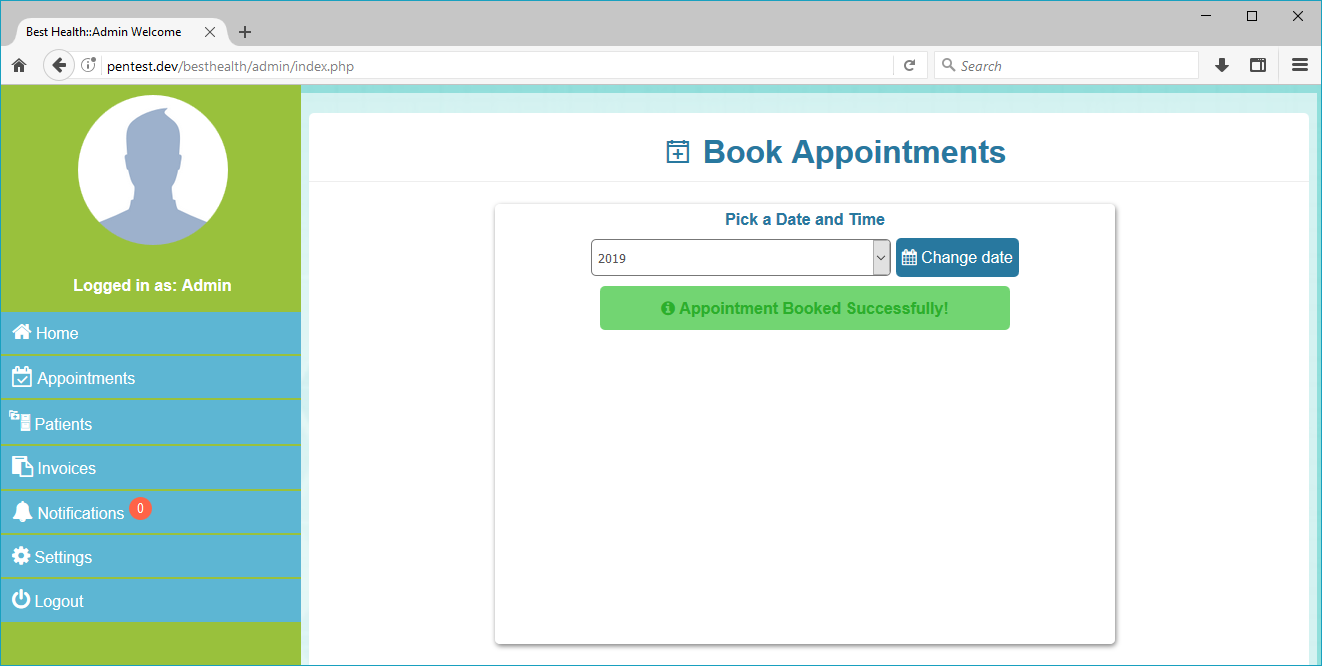 Best Health::Admin Welcome
pentest.dev/besthealth/admin/index.php
Search
Logged in as: Admin
Home
Appointments
Patients
Invoices
Notifications 0
Settings
Logout
Book Appointments
Pick a Date and Time
2019 Change date
Appointment Booked Successfully!